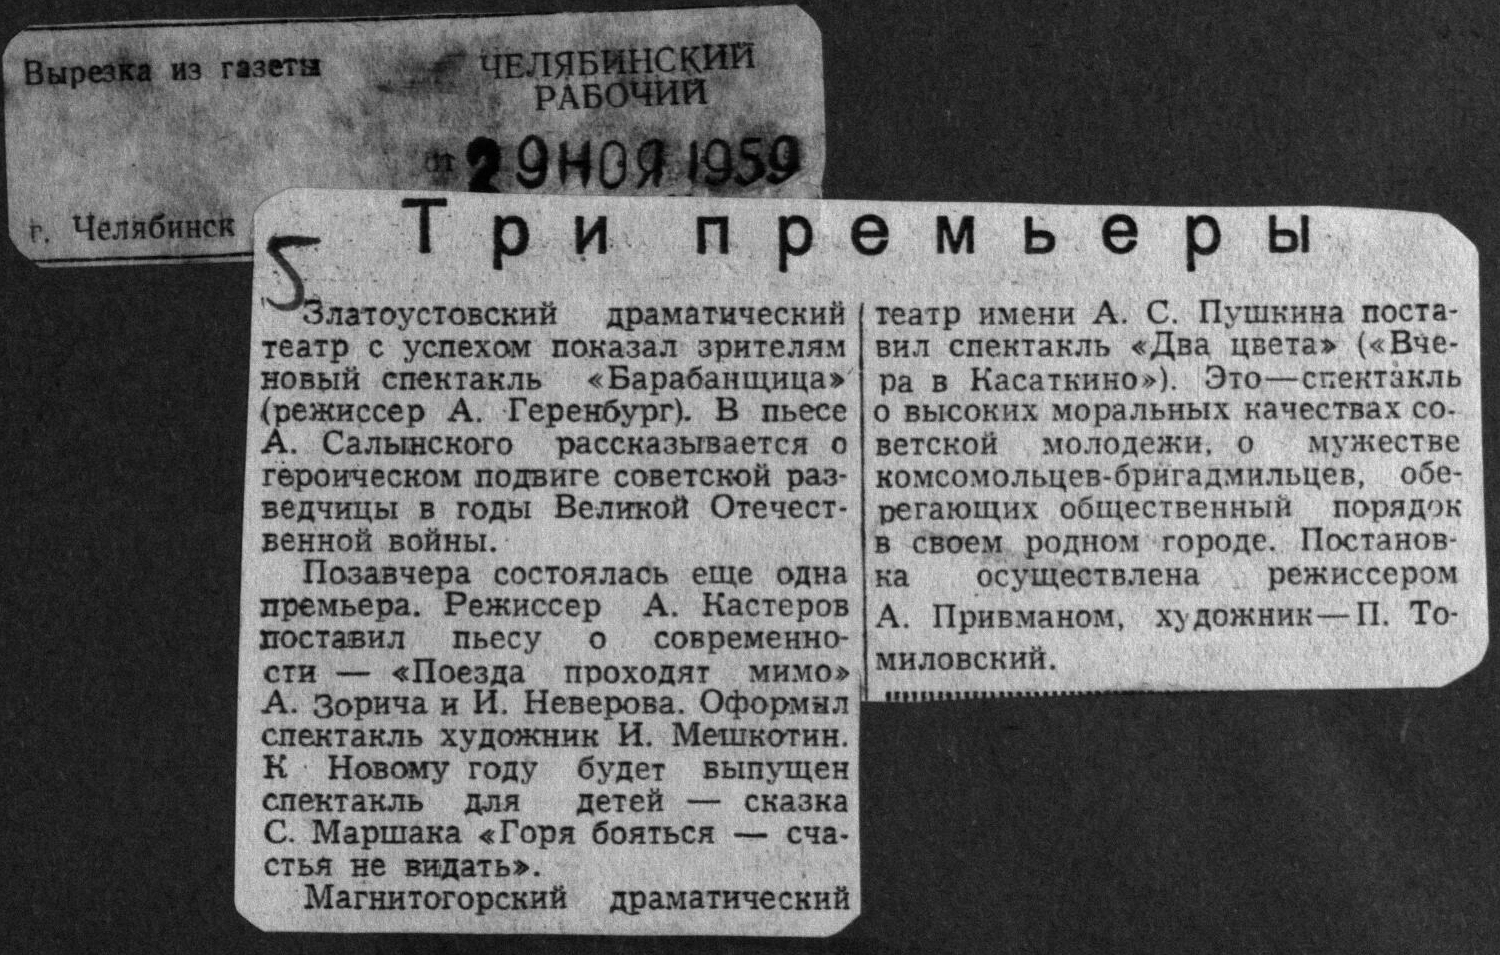 Вырезка из газеты
ЧЕЛЯБИНСКИЙ
РАБОЧИЙ
от 29 НОЯ 1959
г. Челябинск
5
Три премьеры
Златоустовский драматический
театр с успехом показал зрителям
новый спектакль «Барабанщица»
(режиссер А. Геренбург). В пьесе
А. Салынского рассказывается о
героическом подвиге советской раз-
ведчицы в годы Великой Отечест-
венной войны.
Позавчера состоялась еще одна
премьера. Режиссер А. Кастеров
поставил пьесу о современно-
сти — «Поезда проходят мимо»
А. Зорича и И. Неверова. Оформил
спектакль художник И. Мешкотин.
К Новому году будет выпущен
спектакль для детей — сказка
С. Маршака «Горя бояться — сча-
стья не видать».
Магнитогорский драматический
театр имени А. С. Пушкина поста-
вил спектакль «Два цвета» («Вче-
ра в Касаткино»). Это—спектакль
о высоких моральных качествах со-
ветской молодежи, о мужестве
комсомольцев-бригадмильцев, обе-
регающих общественный порядок
в своем родном городе. Постанов-
ка осуществлена режиссером
А. Привманом, художник—П. То-
миловский.